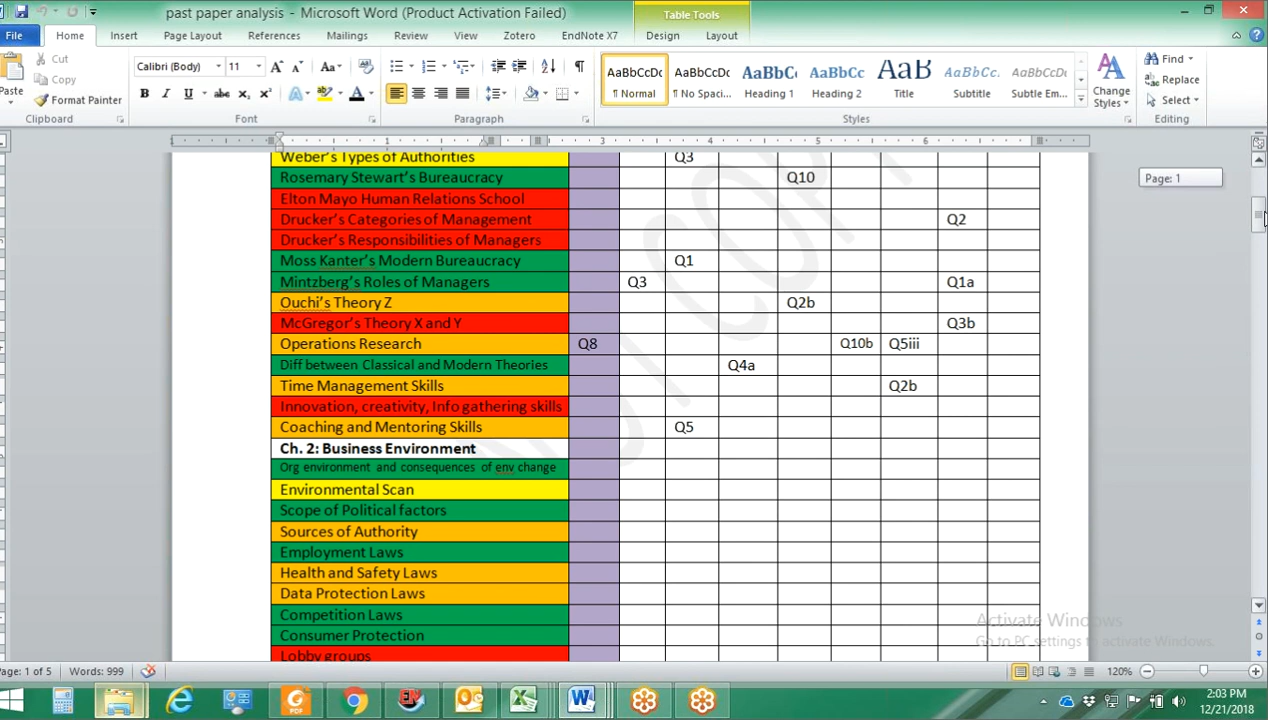 past paper analysis - Microsoft Word (Product Activation Failed)
Table Tools
File Home Insert Page Layout References Mailings Review View Zotero EndNote X7 Design Layout
Cut
Copy
Format Painter
Paste
Clipboard
Calibri (Body) 11
Font
Paragraph
AaBbCcDc AaBbCcDc AaBbC( AaBbCc AaB AaBbCc. AaBbCcDc
¶ Normal ¶ No Spaci... Heading 1 Heading 2 Title Subtitle Subtle Em...
Styles
Change Styles
Find
Replace
Select
Editing
1 1 2 3 4 5 6
Page: 1
Weber's Types of Authorities Q3
Rosemary Stewart's Bureaucracy Q10
Elton Mayo Human Relations School
Drucker's Categories of Management Q2
Drucker's Responsibilities of Managers
Moss Kanter's Modern Bureaucracy Q1
Mintzberg's Roles of Managers Q3 Q1a
Ouchi's Theory Z Q2b
McGregor's Theory X and Y Q3b
Operations Research Q8 Q10b Q5iii
Diff between Classical and Modern Theories Q4a
Time Management Skills Q2b
Innovation, creativity, Info gathering skills
Coaching and Mentoring Skills Q5
Ch. 2: Business Environment
Org environment and consequences of env change
Environmental Scan
Scope of Political factors
Sources of Authority
Employment Laws
Health and Safety Laws
Data Protection Laws
Competition Laws
Consumer Protection
Lobby groups
Activate Windows
Go to PC settings to activate Windows.
Page: 1 of 5 Words: 999 120%
2:03 PM
12/21/2018